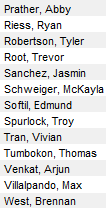 Prather, Abby
Riess, Ryan
Robertson, Tyler
Root, Trevor
Sanchez, Jasmin
Schweiger, McKayla
Softil, Edmund
Spurlock, Troy
Tran, Vivian
Tumbokon, Thomas
Venkat, Arjun
Villalpando, Max
West, Brennan